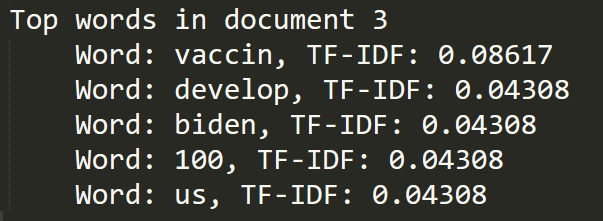 Top words in document 3
Word: vaccin, TF-IDF: 0.08617
Word: develop, TF-IDF: 0.04308
Word: biden, TF-IDF: 0.04308
Word: 100, TF-IDF: 0.04308
Word: us, TF-IDF: 0.04308